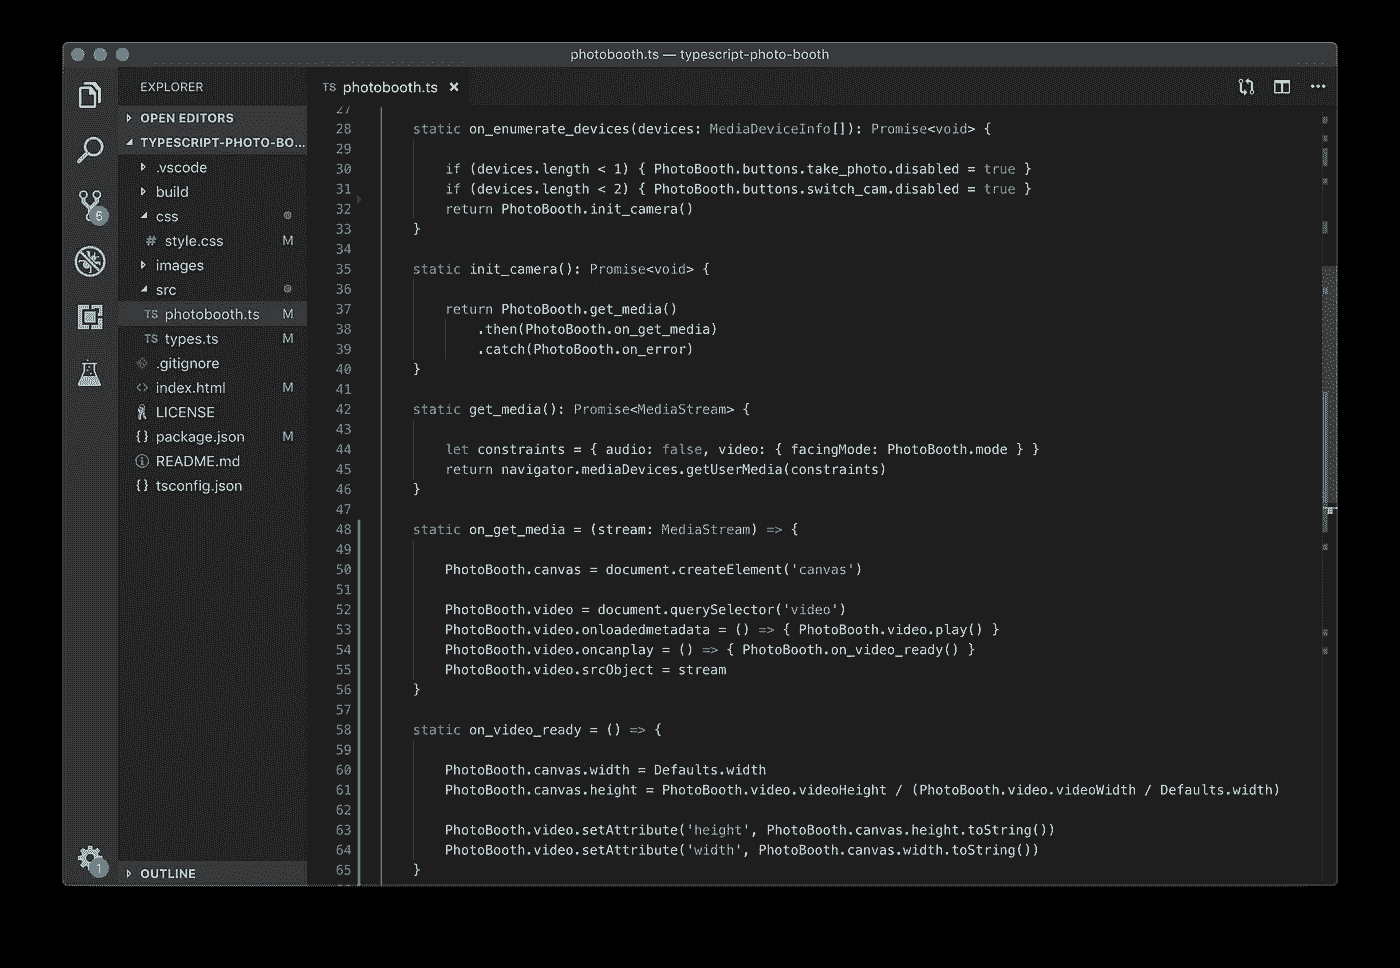 photobooth.ts — typescript-photo-booth
EXPLORER
OPEN EDITORS
TYPESCRIPT-PHOTO-BO...
.vscode
build
css
# style.css M
images
src
TS photobooth.ts M
TS types.ts M
.gitignore
<> index.html M
LICENSE
{} package.json M
README.md
{} tsconfig.json
OUTLINE
5
1
TS photobooth.ts ×
27
28 static on_enumerate_devices(devices: MediaDeviceInfo[]): Promise<void> {
29
30 if (devices.length < 1) { PhotoBooth.buttons.take_photo.disabled = true }
31 if (devices.length < 2) { PhotoBooth.buttons.switch_cam.disabled = true }
32 return PhotoBooth.init_camera()
33 }
34
35 static init_camera(): Promise<void> {
36
37 return PhotoBooth.get_media()
38 .then(PhotoBooth.on_get_media)
39 .catch(PhotoBooth.on_error)
40 }
41
42 static get_media(): Promise<MediaStream> {
43
44 let constraints = { audio: false, video: { facingMode: PhotoBooth.mode } }
45 return navigator.mediaDevices.getUserMedia(constraints)
46 }
47
48 static on_get_media = (stream: MediaStream) => {
49
50 PhotoBooth.canvas = document.createElement('canvas')
51
52 PhotoBooth.video = document.querySelector('video')
53 PhotoBooth.video.onloadedmetadata = () => { PhotoBooth.video.play() }
54 PhotoBooth.video.oncanplay = () => { PhotoBooth.on_video_ready() }
55 PhotoBooth.video.srcObject = stream
56 }
57
58 static on_video_ready = () => {
59
60 PhotoBooth.canvas.width = Defaults.width
61 PhotoBooth.canvas.height = PhotoBooth.video.videoHeight / (PhotoBooth.video.videoWidth / Defaults.width)
62
63 PhotoBooth.video.setAttribute('height', PhotoBooth.canvas.height.toString())
64 PhotoBooth.video.setAttribute('width', PhotoBooth.canvas.width.toString())
65 }